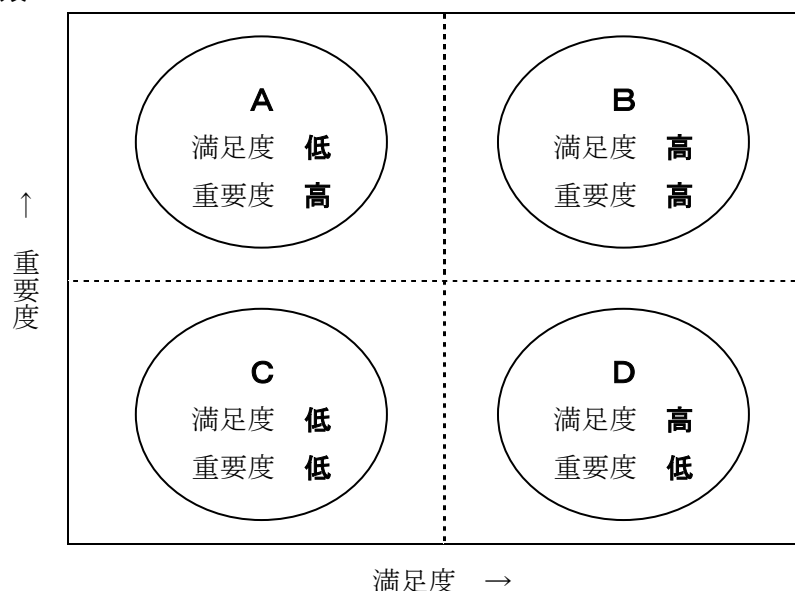 A
満足度 低
重要度 高
B
満足度 高
重要度 高
↑ 重要度
C
満足度 低
重要度 低
D
満足度 高
重要度 低
満足度 →